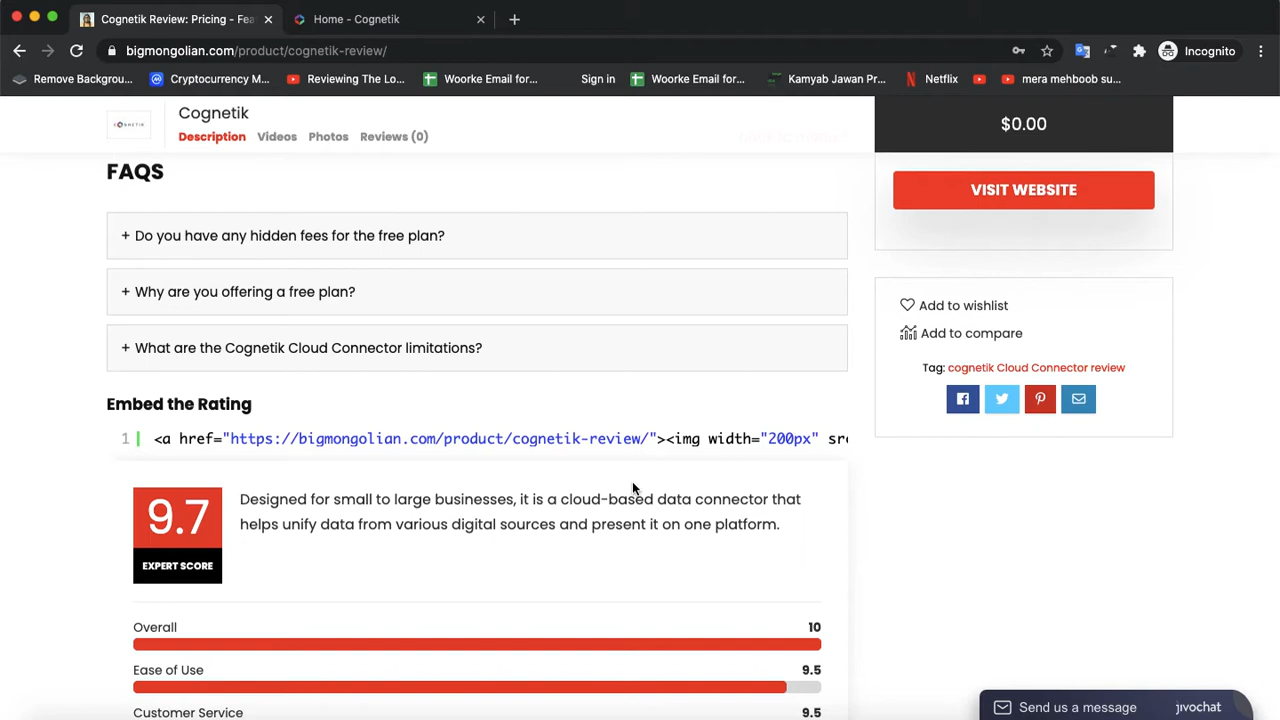 Cognetik Review: Pricing - Fea
Home - Cognetik
bigmongolian.com/product/cognetik-review/
Incognito
Remove Backgrou...
Cryptocurrency M...
Reviewing The Lo...
Woorke Email for...
Sign in
Woorke Email for...
Kamyab Jawan Pr...
Netflix
mera mehboob su...
COGNETIK
Cognetik
Description
Videos
Photos
Reviews (0)
$0.00
VISIT WEBSITE
FAQS
+ Do you have any hidden fees for the free plan?
+ Why are you offering a free plan?
+ What are the Cognetik Cloud Connector limitations?
Add to wishlist
Add to compare
Tag: cognetik Cloud Connector review
Embed the Rating
1 <a href="https://bigmongolian.com/product/cognetik-review/"><img width="200px" src
9.7
EXPERT SCORE
Designed for small to large businesses, it is a cloud-based data connector that
helps unify data from various digital sources and present it on one platform.
Overall 10
Ease of Use 9.5
Customer Service 9.5
Send us a message
jivochat